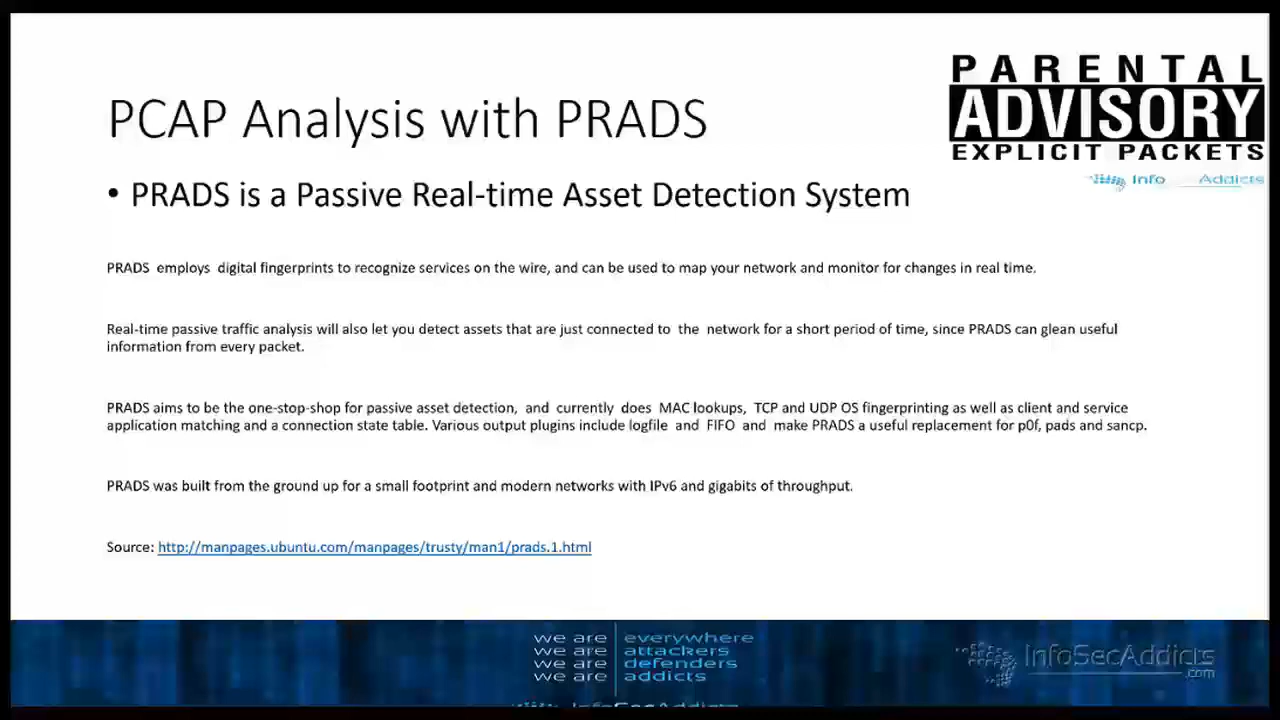 PARENTAL
ADVISORY
EXPLICIT PACKETS
Info Addicts
PCAP Analysis with PRADS
• PRADS is a Passive Real-time Asset Detection System
PRADS employs digital fingerprints to recognize services on the wire, and can be used to map your network and monitor for changes in real time.
Real-time passive traffic analysis will also let you detect assets that are just connected to the network for a short period of time, since PRADS can glean useful
information from every packet.
PRADS aims to be the one-stop-shop for passive asset detection, and currently does MAC lookups, TCP and UDP OS fingerprinting as well as client and service
application matching and a connection state table. Various output plugins include logfile and FIFO and make PRADS a useful replacement for p0f, pads and sancp.
PRADS was built from the ground up for a small footprint and modern networks with IPv6 and gigabits of throughput.
Source: http://manpages.ubuntu.com/manpages/trusty/man1/prads.1.html
we are everywhere
we are attackers
we are defenders
we are addicts
InfoSecAddicts
.com
InfoSecAddicts